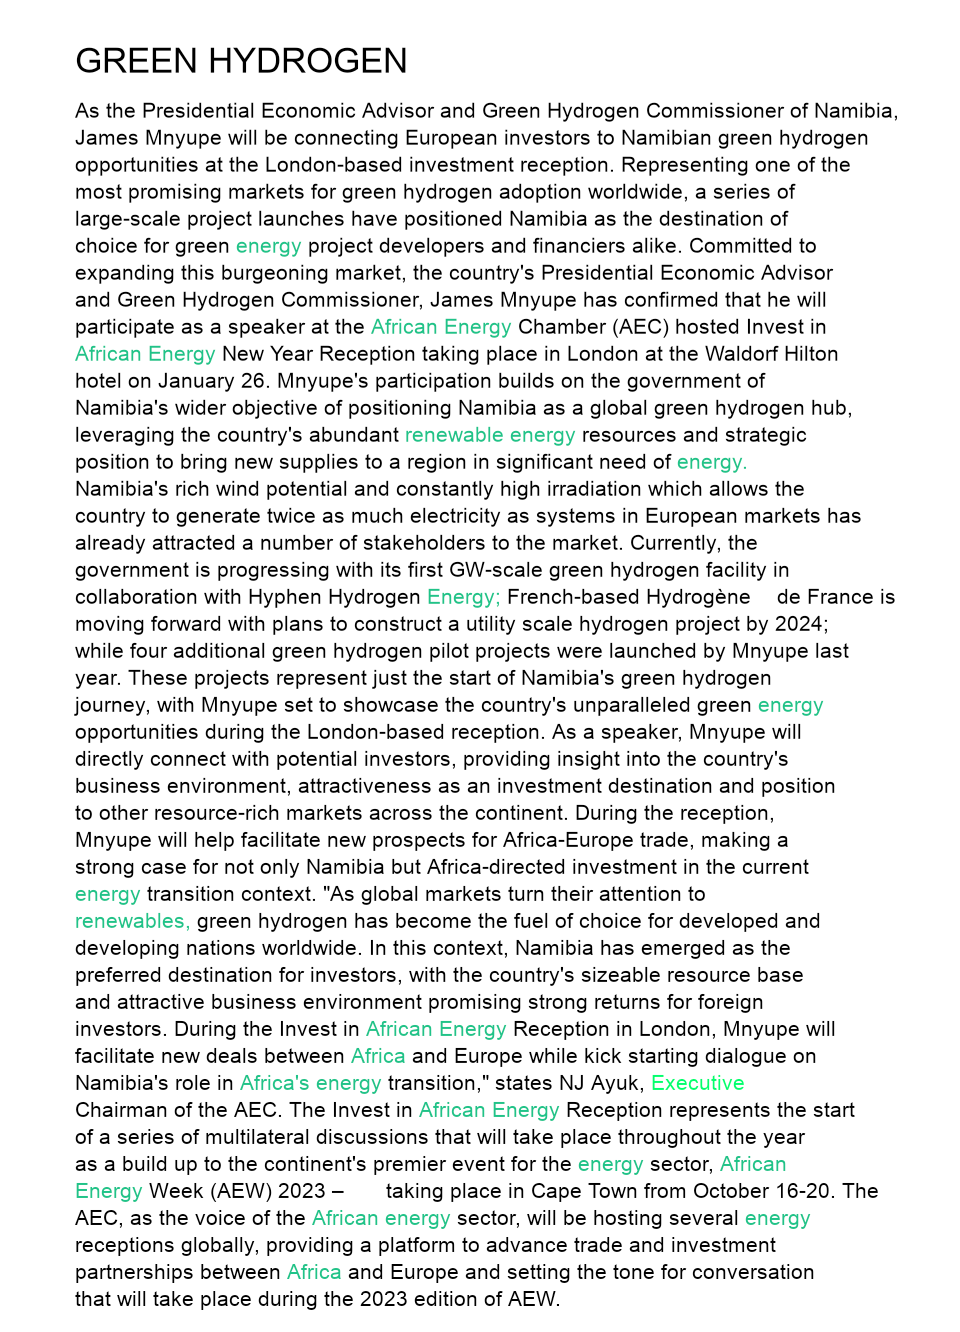 GREEN HYDROGEN
As the Presidential Economic Advisor and Green Hydrogen Commissioner of Namibia,
James Mnyupe will be connecting European investors to Namibian green hydrogen
opportunities at the London-based investment reception. Representing one of the
most promising markets for green hydrogen adoption worldwide, a series of
large-scale project launches have positioned Namibia as the destination of
choice for green energy project developers and financiers alike. Committed to
expanding this burgeoning market, the country's Presidential Economic Advisor
and Green Hydrogen Commissioner, James Mnyupe has confirmed that he will
participate as a speaker at the African Energy Chamber (AEC) hosted Invest in
African Energy New Year Reception taking place in London at the Waldorf Hilton
hotel on January 26. Mnyupe's participation builds on the government of
Namibia's wider objective of positioning Namibia as a global green hydrogen hub,
leveraging the country's abundant renewable energy resources and strategic
position to bring new supplies to a region in significant need of energy.
Namibia's rich wind potential and constantly high irradiation which allows the
country to generate twice as much electricity as systems in European markets has
already attracted a number of stakeholders to the market. Currently, the
government is progressing with its first GW-scale green hydrogen facility in
collaboration with Hyphen Hydrogen Energy; French-based Hydrogène de France is
moving forward with plans to construct a utility scale hydrogen project by 2024;
while four additional green hydrogen pilot projects were launched by Mnyupe last
year. These projects represent just the start of Namibia's green hydrogen
journey, with Mnyupe set to showcase the country's unparalleled green energy
opportunities during the London-based reception. As a speaker, Mnyupe will
directly connect with potential investors, providing insight into the country's
business environment, attractiveness as an investment destination and position
to other resource-rich markets across the continent. During the reception,
Mnyupe will help facilitate new prospects for Africa-Europe trade, making a
strong case for not only Namibia but Africa-directed investment in the current
energy transition context. "As global markets turn their attention to
renewables, green hydrogen has become the fuel of choice for developed and
developing nations worldwide. In this context, Namibia has emerged as the
preferred destination for investors, with the country's sizeable resource base
and attractive business environment promising strong returns for foreign
investors. During the Invest in African Energy Reception in London, Mnyupe will
facilitate new deals between Africa and Europe while kick starting dialogue on
Namibia's role in Africa's energy transition," states NJ Ayuk, Executive
Chairman of the AEC. The Invest in African Energy Reception represents the start
of a series of multilateral discussions that will take place throughout the year
as a build up to the continent's premier event for the energy sector, African
Energy Week (AEW) 2023 – taking place in Cape Town from October 16-20. The
AEC, as the voice of the African energy sector, will be hosting several energy
receptions globally, providing a platform to advance trade and investment
partnerships between Africa and Europe and setting the tone for conversation
that will take place during the 2023 edition of AEW.